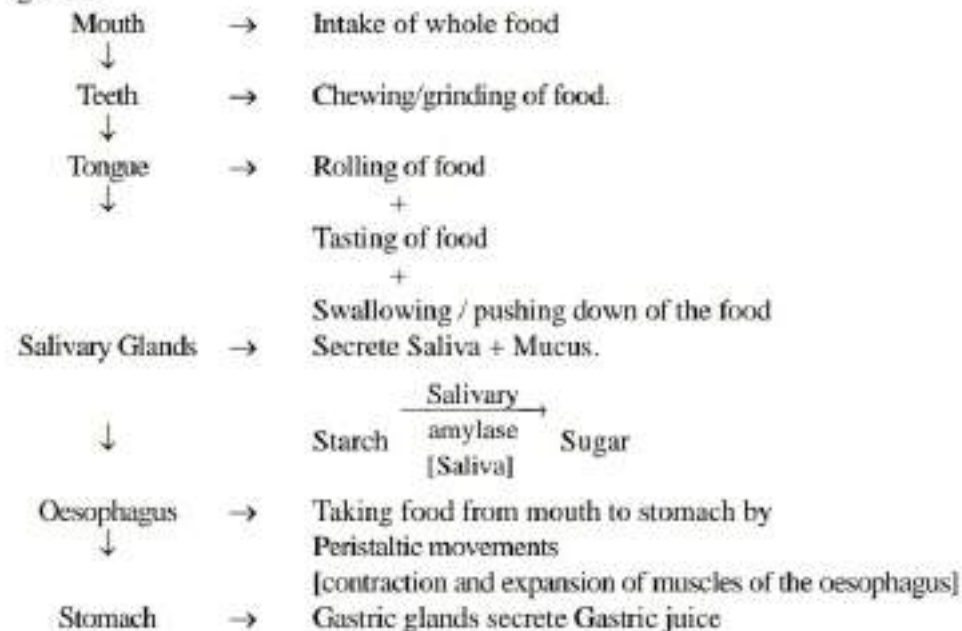 Mouth → Intake of whole food
↓
Teeth → Chewing/grinding of food.
↓
Tongue → Rolling of food
↓ +
Tasting of food
+
Swallowing / pushing down of the food
Salivary Glands → Secrete Saliva + Mucus.
Salivary
↓ Starch amylase → Sugar
[Saliva]
Oesophagus → Taking food from mouth to stomach by
↓ Peristaltic movements
[contraction and expansion of muscles of the oesophagus]
Stomach → Gastric glands secrete Gastric juice